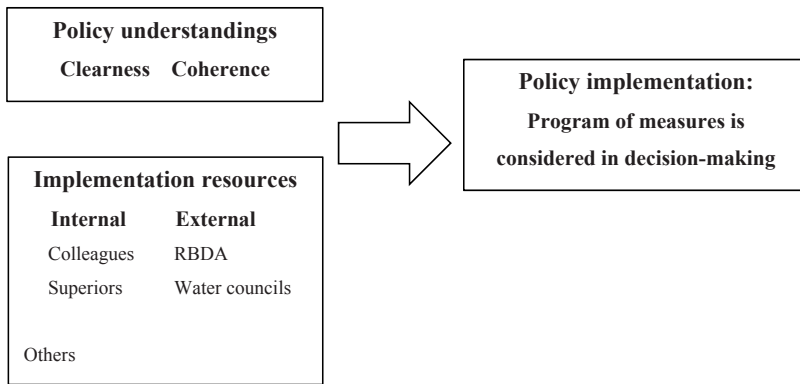 Policy understandings
Clearness Coherence
Implementation resources
Internal External
Colleagues RBDA
Superiors Water councils
Others
Policy implementation:
Program of measures is
considered in decision-making